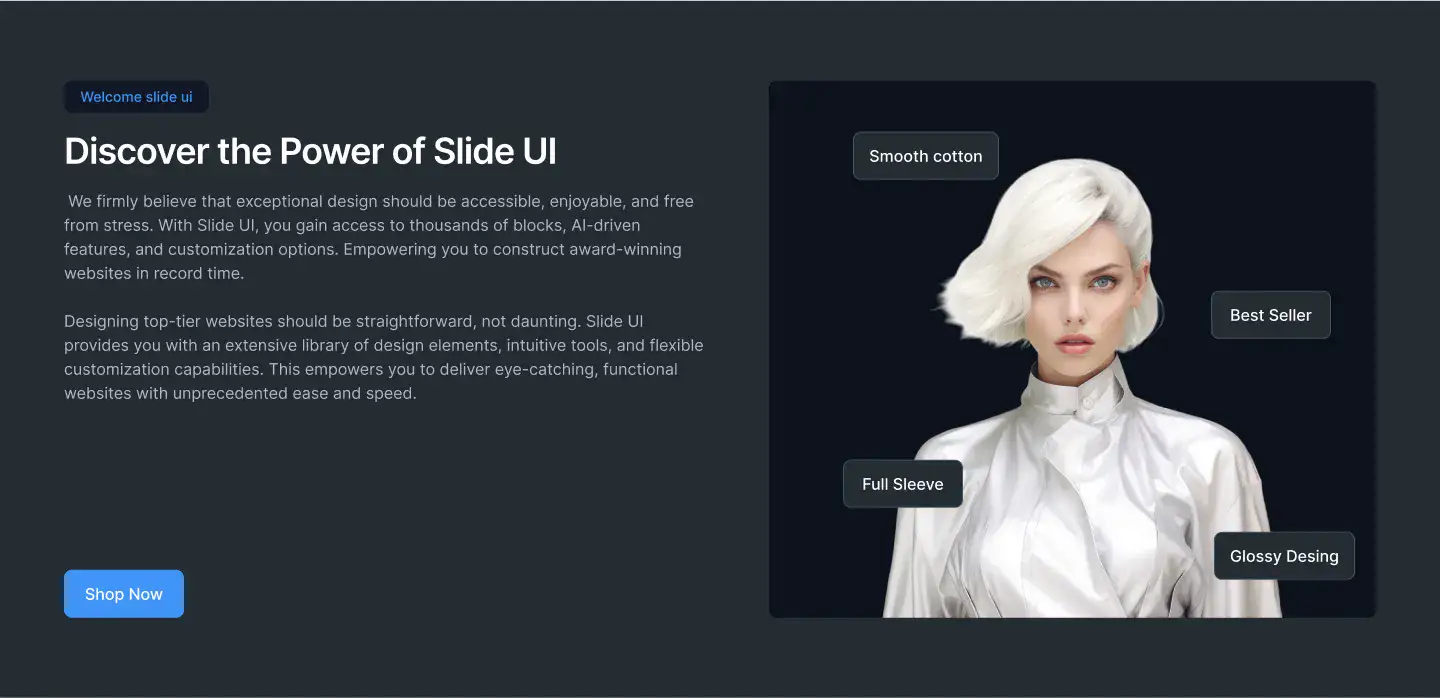 Welcome slide ui
Discover the Power of Slide UI
We firmly believe that exceptional design should be accessible, enjoyable, and free
from stress. With Slide UI, you gain access to thousands of blocks, AI-driven
features, and customization options. Empowering you to construct award-winning
websites in record time.
Designing top-tier websites should be straightforward, not daunting. Slide UI
provides you with an extensive library of design elements, intuitive tools, and flexible
customization capabilities. This empowers you to deliver eye-catching, functional
websites with unprecedented ease and speed.
Shop Now
Smooth cotton
Best Seller
Full Sleeve
Glossy Desing